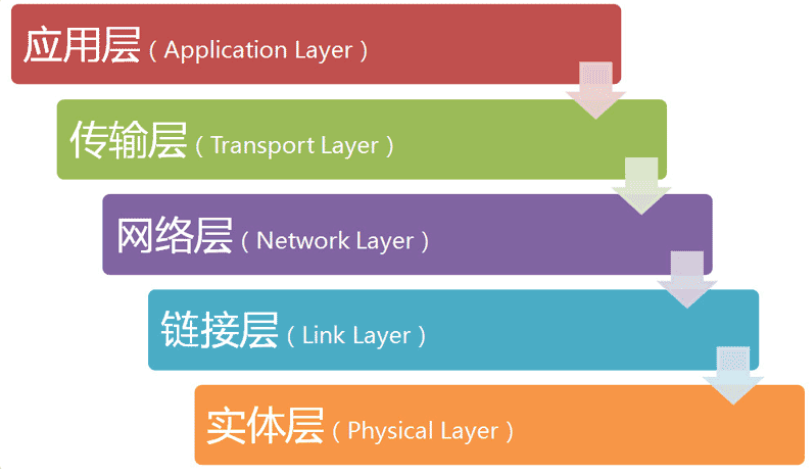 应用层（Application Layer）
传输层（Transport Layer）
网络层（Network Layer）
链接层（Link Layer）
实体层（Physical Layer）